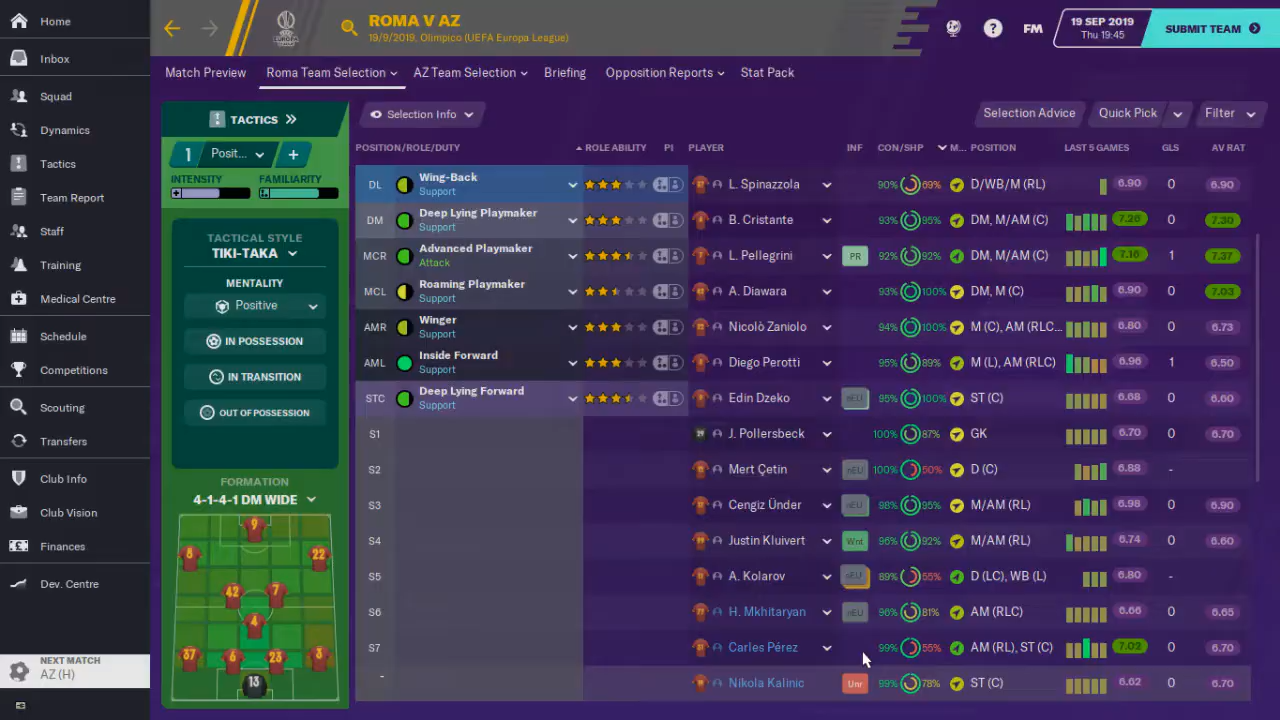 Home
Inbox
Squad
Dynamics
Tactics
Team Report
Staff
Training
Medical Centre
Schedule
Competitions
Scouting
Transfers
Club Info
Club Vision
Finances
Dev. Centre
NEXT MATCH
AZ (H)
ROMA V AZ
19/9/2019, Olimpico (UEFA Europa League)
FM
19 SEP 2019
Thu 19:45
SUBMIT TEAM
Match Preview
Roma Team Selection
AZ Team Selection
Briefing
Opposition Reports
Stat Pack
TACTICS
1 Posit...
INTENSITY FAMILIARITY
TACTICAL STYLE
TIKI-TAKA
MENTALITY
Positive
IN POSSESSION
IN TRANSITION
OUT OF POSSESSION
FORMATION
4-1-4-1 DM WIDE
9
22
42 7
4
37 6 23 3
13
Selection Info
Selection Advice
Quick Pick
Filter
POSITION/ROLE/DUTY ROLE ABILITY PI PLAYER INF CON/SHP M... POSITION LAST 5 GAMES GLS AV RAT
DL Wing-Back Support L. Spinazzola 90% 69% D/WB/M (RL) 6.90 0 6.90
DM Deep Lying Playmaker Support B. Cristante 93% 95% DM, M/AM (C) 7.26 0 7.30
MCR Advanced Playmaker Attack L. Pellegrini PR 92% 92% DM, M/AM (C) 7.16 1 7.37
MCL Roaming Playmaker Support A. Diawara 93% 100% DM, M (C) 6.90 0 7.03
AMR Winger Support Nicolò Zaniolo 94% 100% M (C), AM (RLC... 6.80 0 6.73
AML Inside Forward Support Diego Perotti 95% 89% M (L), AM (RLC) 6.96 1 6.50
STC Deep Lying Forward Support Edin Dzeko nEU 95% 100% ST (C) 6.68 0 6.60
S1 J. Pollersbeck 100% 87% GK 6.70 0 6.70
S2 Mert Çetin nEU 100% 50% D (C) 6.88 -
S3 Cengiz Ünder nEU 98% 95% M/AM (RL) 6.98 0 6.90
S4 Justin Kluivert Wnt 96% 92% M/AM (RL) 6.74 0 6.60
S5 A. Kolarov nEU 89% 55% D (LC), WB (L) 6.80 -
S6 H. Mkhitaryan nEU 96% 81% AM (RLC) 6.66 0 6.65
S7 Carles Pérez 99% 55% AM (RL), ST (C) 7.02 0 6.70
- Nikola Kalinic Unr 99% 78% ST (C) 6.62 0 6.70